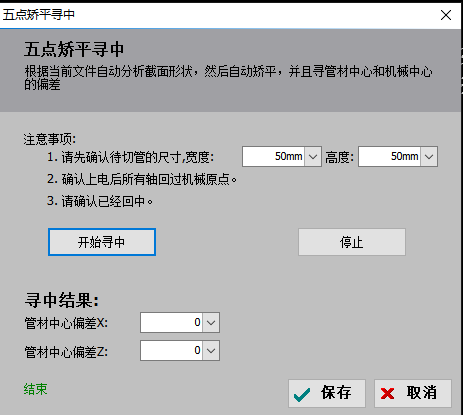 五点矫平寻中
五点矫平寻中
根据当前文件自动分析截面形状，然后自动矫平，并且寻管材中心和机械中心
的偏差
注意事项:
1. 请先确认待切管的尺寸,宽度: 50mm 高度: 50mm
2. 确认上电后所有轴回过机械原点。
3. 请确认已经回中。
开始寻中 停止
寻中结果:
管材中心偏差X: 0
管材中心偏差Z: 0
结束 保存 取消